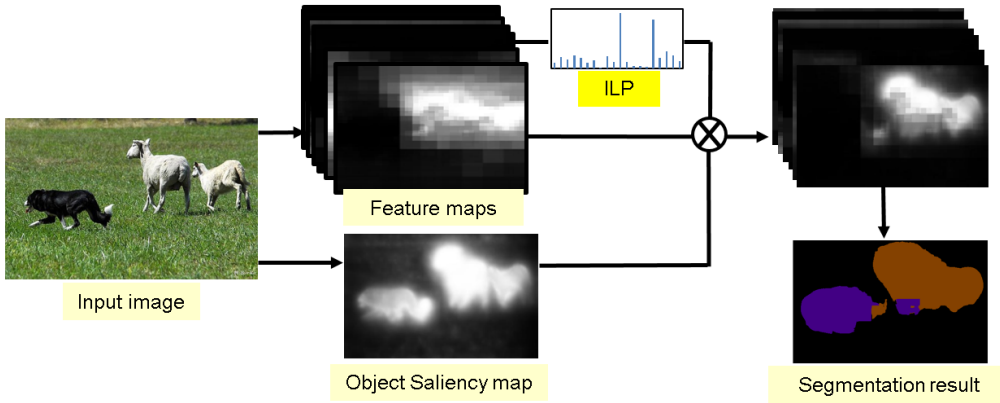 ILP
Feature maps
Input image
Object Saliency map
Segmentation result